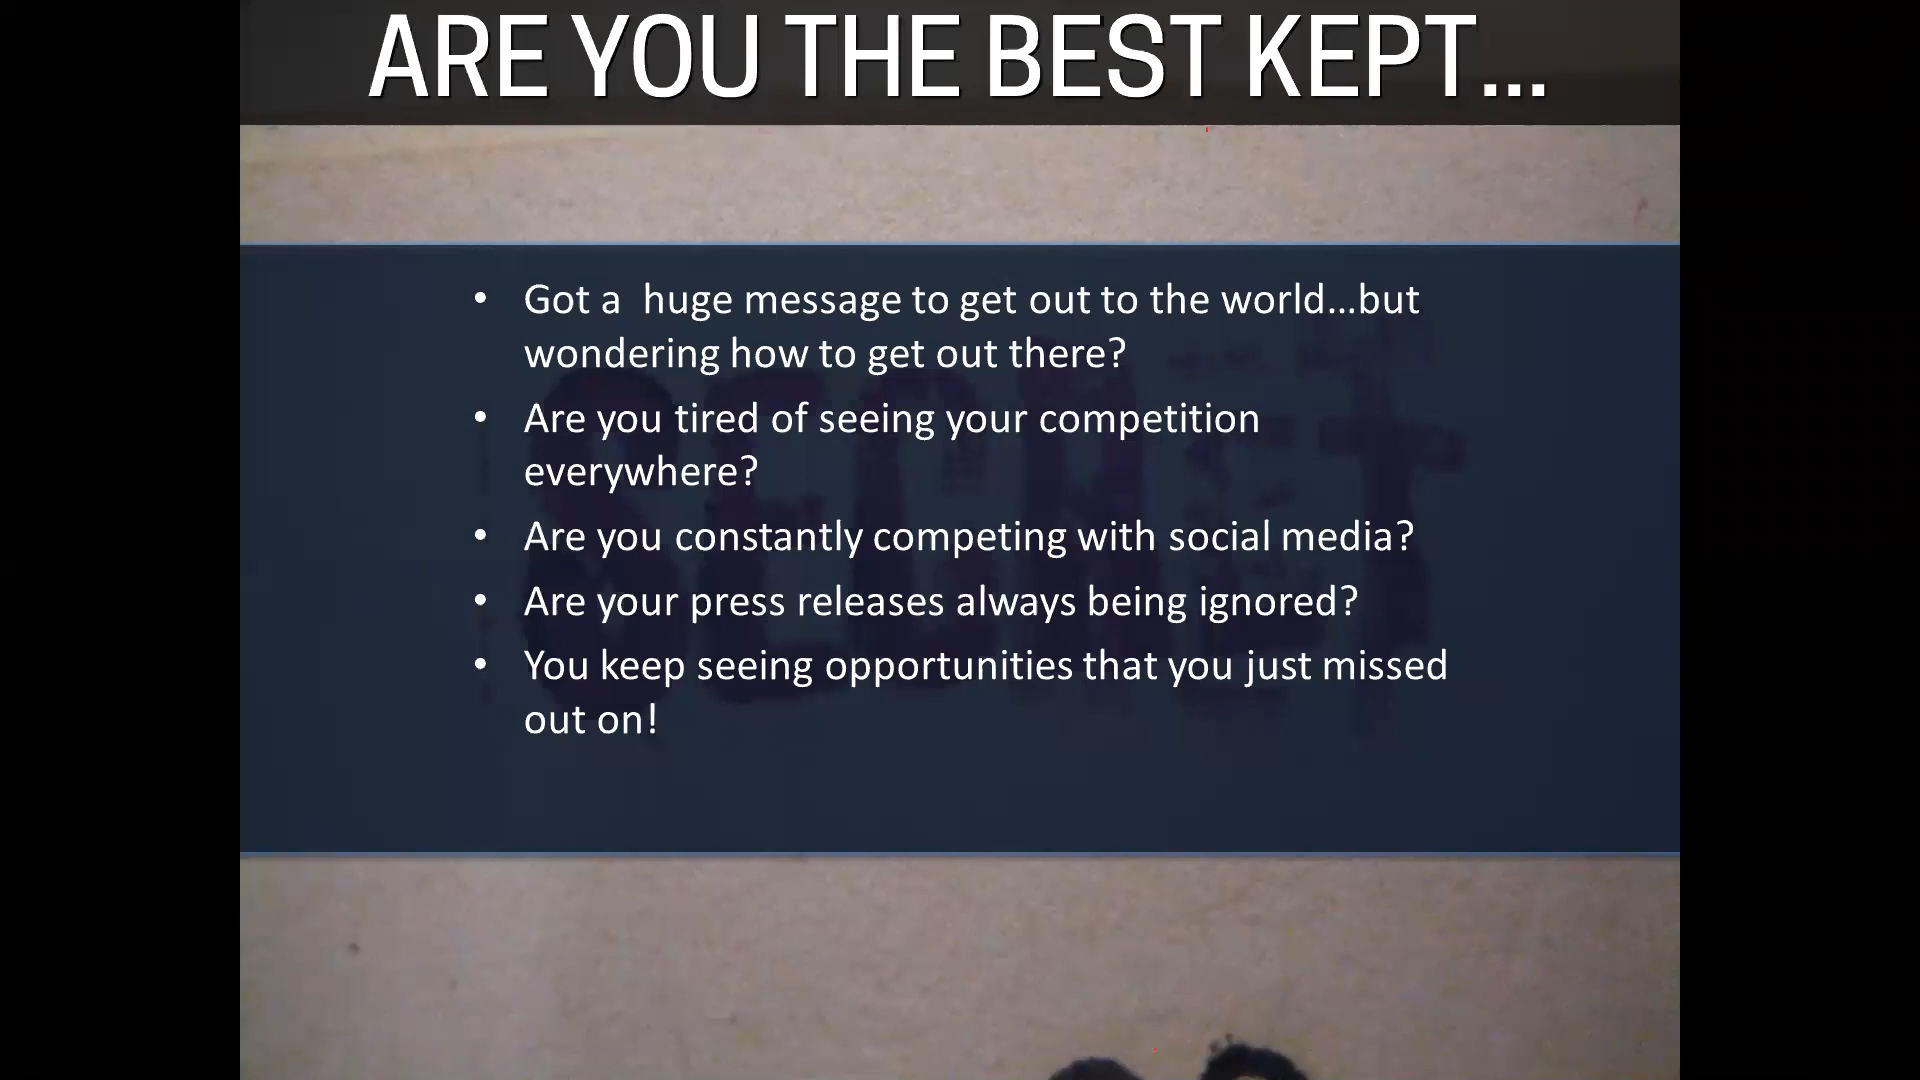 ARE YOU THE BEST KEPT...
• Got a  huge message to get out to the world...but
wondering how to get out there?
• Are you tired of seeing your competition
everywhere?
• Are you constantly competing with social media?
• Are your press releases always being ignored?
• You keep seeing opportunities that you just missed
out on!
SECRET